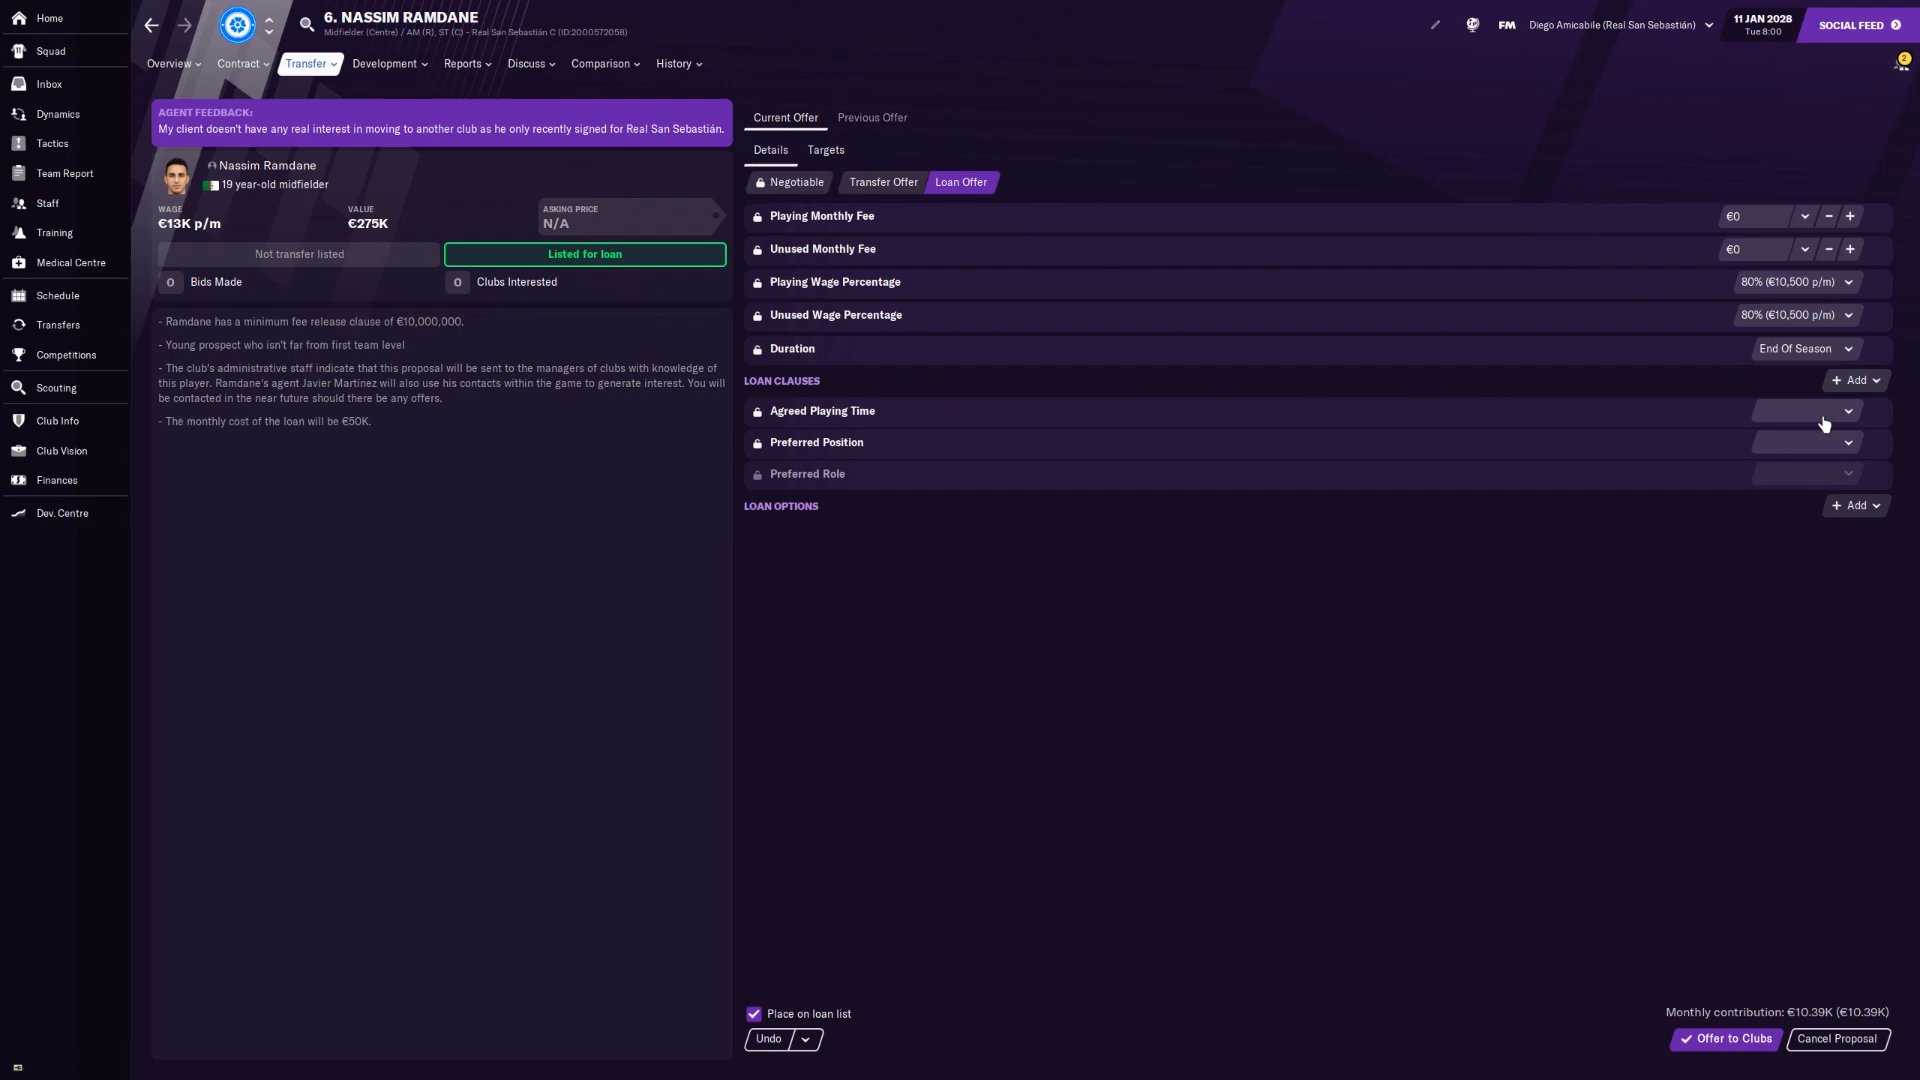 Home
Squad
Inbox
Dynamics
Tactics
Team Report
Staff
Training
Medical Centre
Schedule
Transfers
Competitions
Scouting
Club Info
Club Vision
Finances
Dev. Centre
6. NASSIM RAMDANE
Midfielder (Centre) / AM (R), ST (C) - Real San Sebastián C (ID:2000572058)
FM
Diego Amicabile (Real San Sebastián)
11 JAN 2028
Tue 8:00
SOCIAL FEED
2
Overview
Contract
Transfer
Development
Reports
Discuss
Comparison
History
AGENT FEEDBACK:
My client doesn't have any real interest in moving to another club as he only recently signed for Real San Sebastián.
Nassim Ramdane
19 year-old midfielder
WAGE
€13K p/m
VALUE
€275K
ASKING PRICE
N/A
Not transfer listed
Listed for loan
0 Bids Made
0 Clubs Interested
- Ramdane has a minimum fee release clause of €10,000,000.
- Young prospect who isn't far from first team level
- The club's administrative staff indicate that this proposal will be sent to the managers of clubs with knowledge of
this player. Ramdane's agent Javier Martínez will also use his contacts within the game to generate interest. You will
be contacted in the near future should there be any offers.
- The monthly cost of the loan will be €50K.
Current Offer
Previous Offer
Details
Targets
Negotiable
Transfer Offer
Loan Offer
Playing Monthly Fee €0
Unused Monthly Fee €0
Playing Wage Percentage 80% (€10,500 p/m)
Unused Wage Percentage 80% (€10,500 p/m)
Duration End Of Season
LOAN CLAUSES + Add
Agreed Playing Time
Preferred Position
Preferred Role
LOAN OPTIONS + Add
Place on loan list
Undo
Monthly contribution: €10.39K (€10.39K)
Offer to Clubs
Cancel Proposal